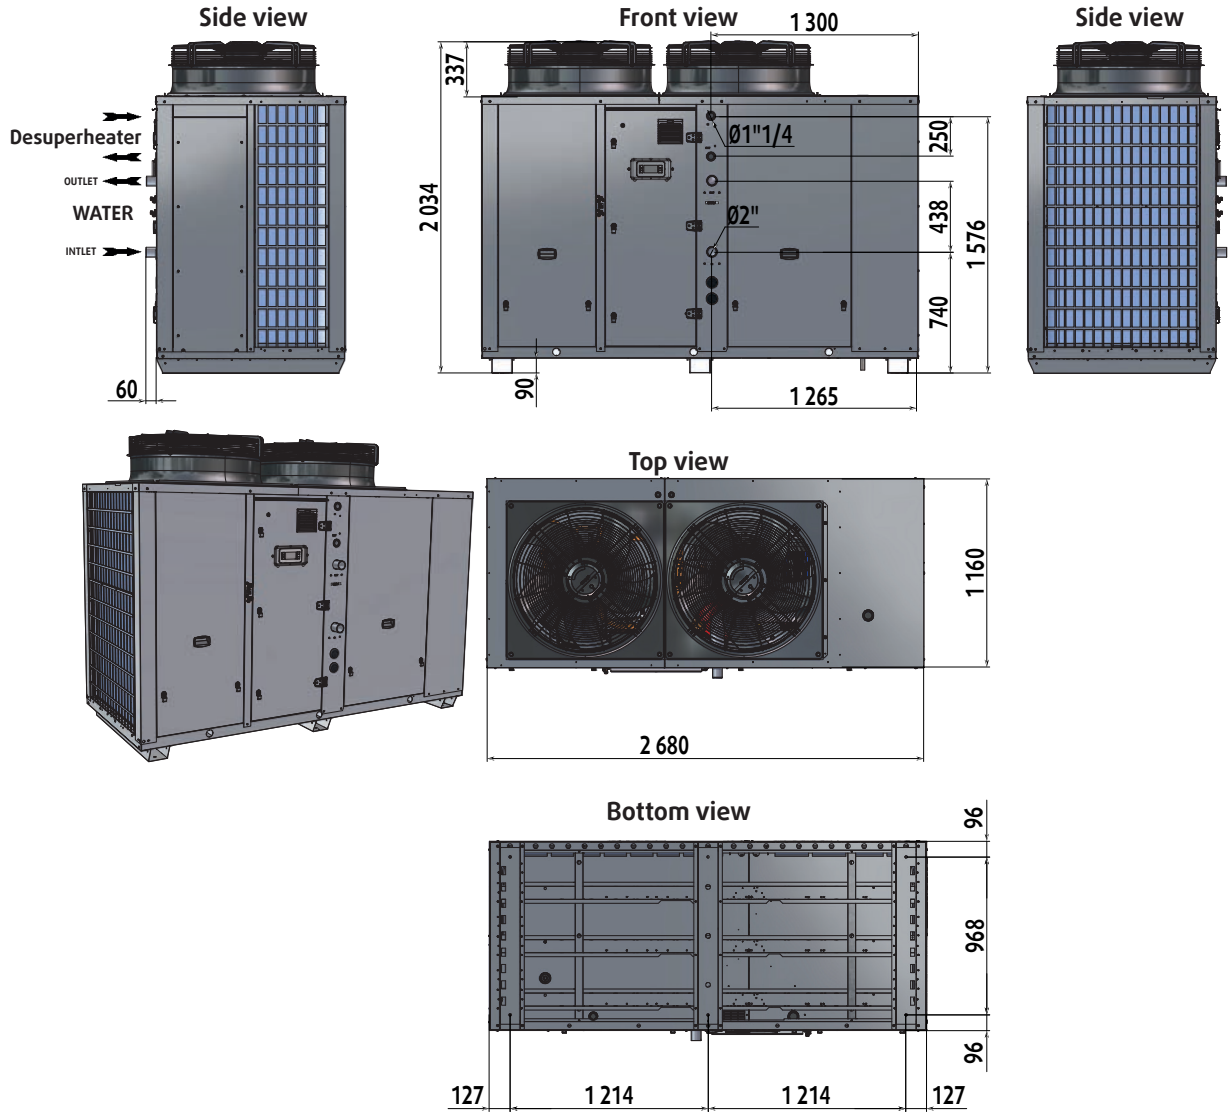 Side view
Front view
Side view
1 300
337
250
Desuperheater
Ø1"1/4
OUTLET
2 034
438
1 576
WATER
Ø2"
INTLET
740
60
90
1 265
Top view
1 160
2 680
Bottom view
96
968
96
127
1 214
1 214
127